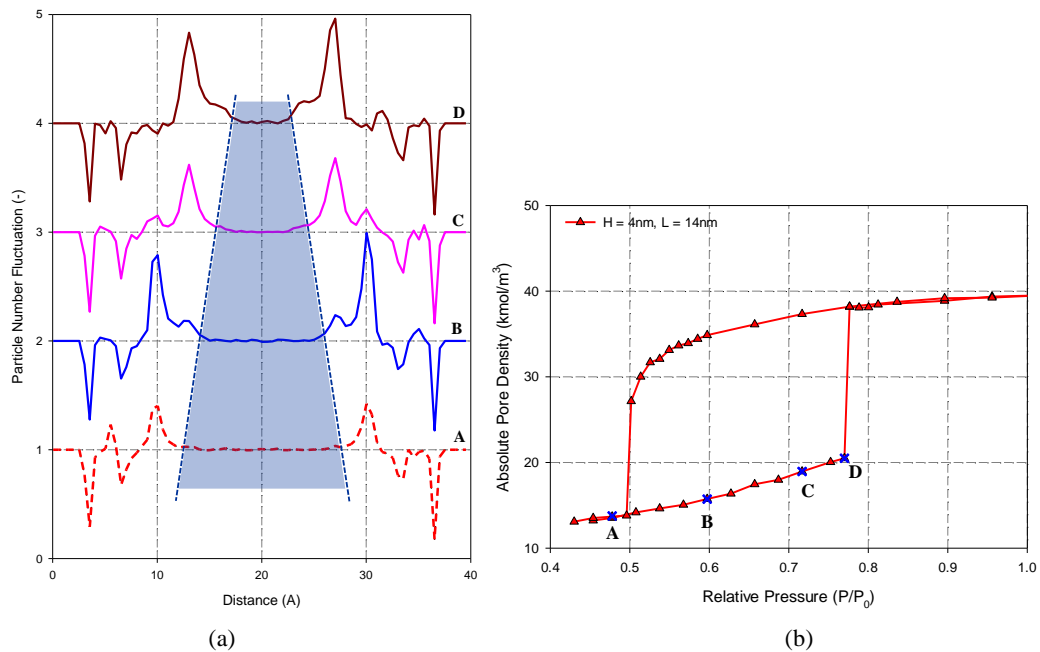 5
4
3
2
1
0
D
C
B
A
0 10 20 30 40
Particle Number Fluctuation (-)
Distance (A)
(a)
50
40
30
20
10
H = 4nm, L = 14nm
A
B
C
D
0.4 0.5 0.6 0.7 0.8 0.9 1.0
Absolute Pore Density (kmol/m³)
Relative Pressure (P/P₀)
(b)